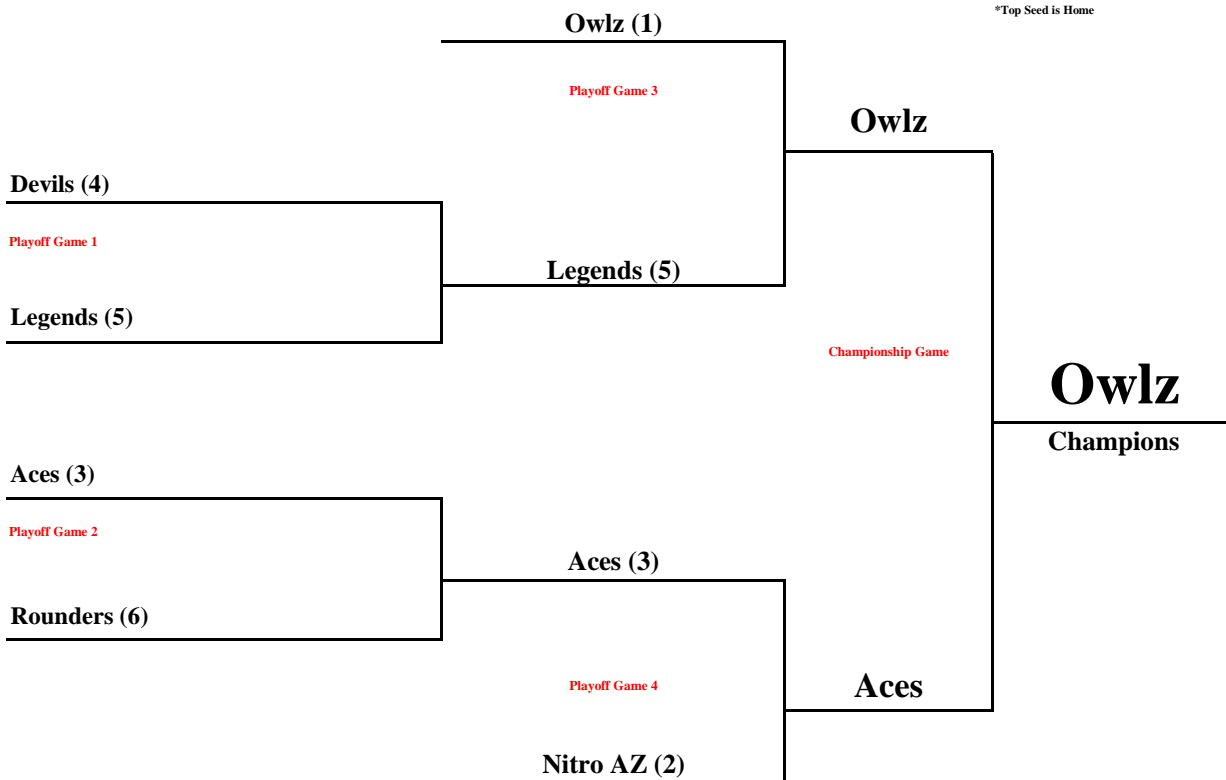 *Top Seed is Home
Owlz (1)
Playoff Game 3
Owlz
Devils (4)
Playoff Game 1
Legends (5)
Legends (5)
Championship Game
Owlz
Champions
Aces (3)
Playoff Game 2
Aces (3)
Rounders (6)
Playoff Game 4
Aces
Nitro AZ (2)